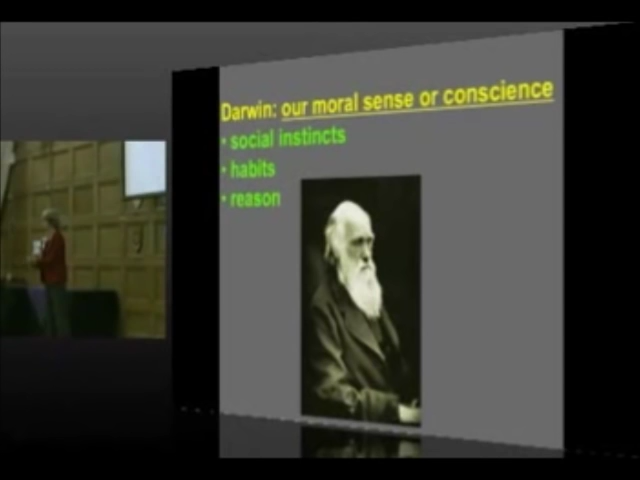 Darwin: our moral sense or conscience
• social instincts
• habits
• reason